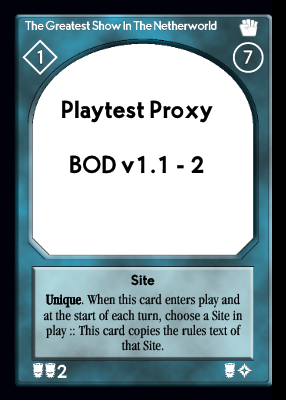 The Greatest Show In The Netherworld
1
7
Playtest Proxy
BOD v1.1 - 2
Site
Unique. When this card enters play and
at the start of each turn, choose a Site in
play :: This card copies the rules text of
that Site.
2